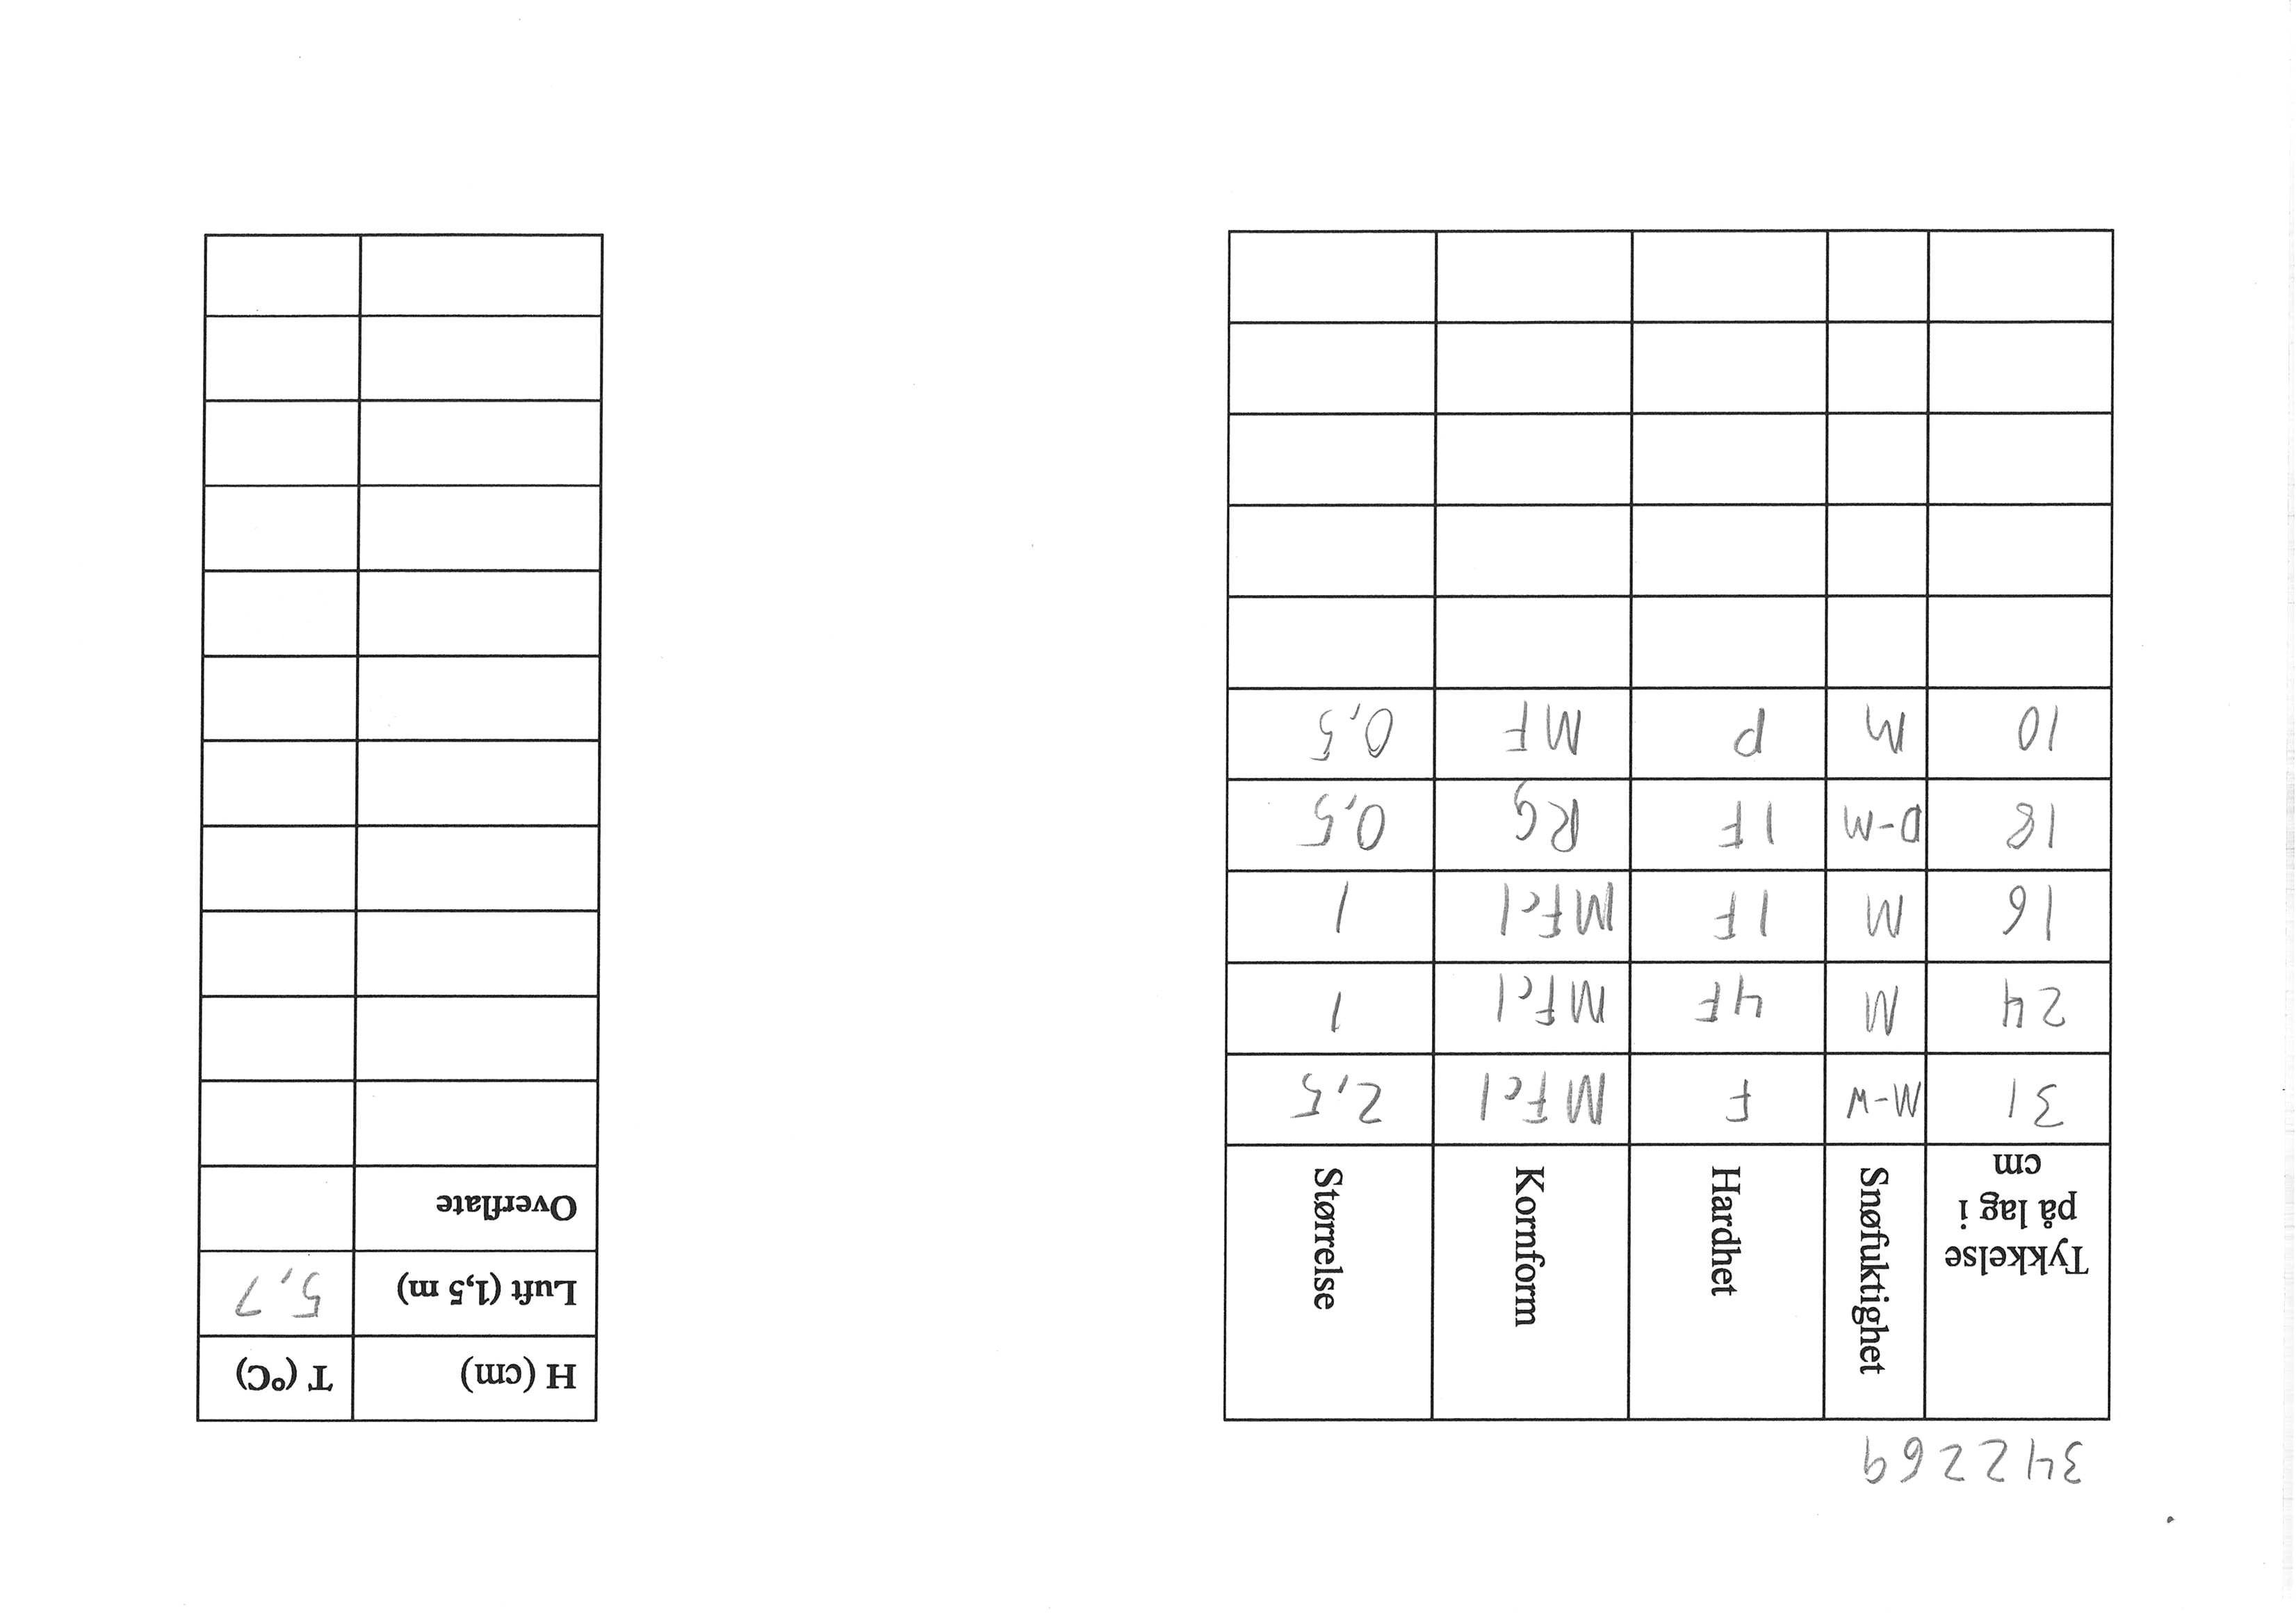 342269
Tykkelse på lag i cm Snøfuktighet Hardhet Kornform Størrelse
31 M-W F MFcl 2,5
24 M 4F MFcl 1
16 M 1F MFcl 1
18 D-M 1F RG 0,5
10 M P MF 0,5
H (cm) T (°C)
Luft (1,5 m) 5,7
Overflate